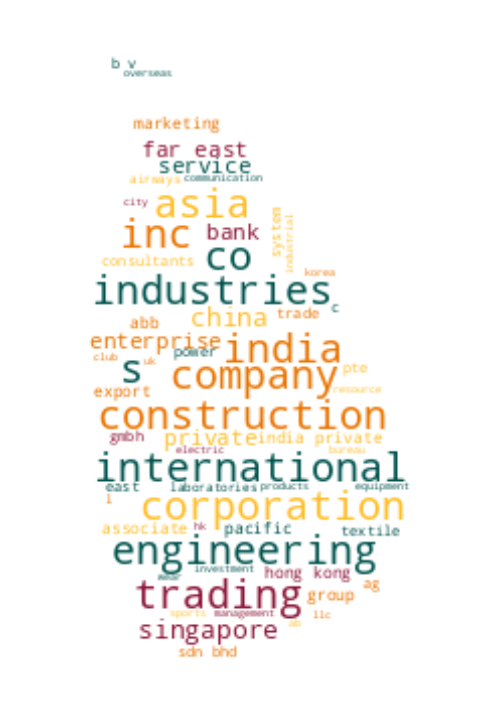 b v
overseas
marketing
far east
service
airways communication
city asia
system
industrial
inc bank
co
consultants
korea
industries
c
china trade
abb
enterprise
power india
club uk
s company pte
export resource
construction
gmbh private india private
electric bureau
international
east laboratories products equipment
l corporation
associate hk pacific textile
engineering
investment
wear hong kong
trading ag
group
sports management llc
singapore ab
sdn bhd